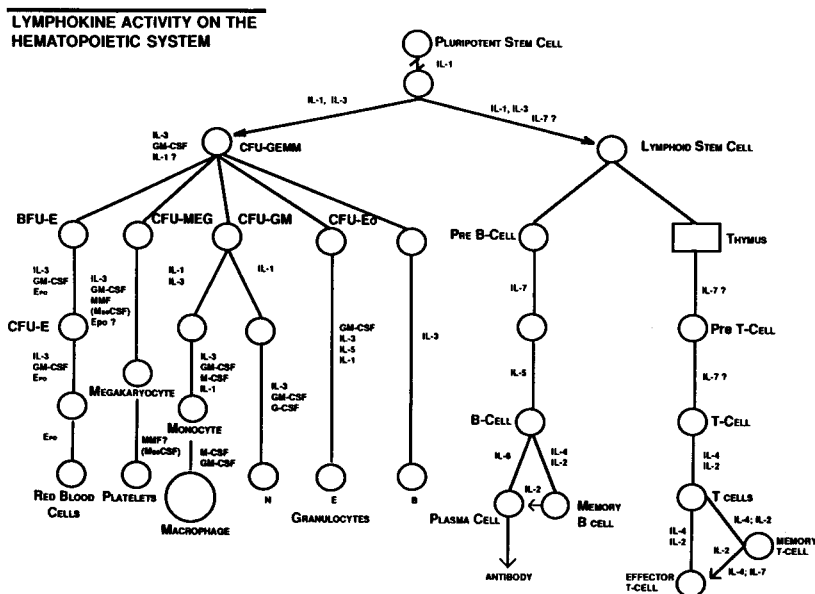 LYMPHOKINE ACTIVITY ON THE
HEMATOPOIETIC SYSTEM
PLURIPOTENT STEM CELL
IL-1
IL-1, IL-3
IL-1, IL-3
IL-7 ?
IL-3
GM-CSF
IL-1 ?
CFU-GEMM
LYMPHOID STEM CELL
BFU-E
CFU-MEG
CFU-GM
CFU-EO
PRE B-CELL
THYMUS
IL-3
GM-CSF
EPO
IL-3
GM-CSF
MMF
(MEGCSF)
EPO ?
IL-1
IL-3
IL-1
IL-7
IL-7 ?
CFU-E
GM-CSF
IL-3
IL-5
IL-1
IL-3
PRE T-CELL
IL-3
GM-CSF
EPO
IL-3
GM-CSF
M-CSF
IL-1
IL-3
GM-CSF
G-CSF
IL-5
IL-7 ?
MEGAKARYOCYTE
MONOCYTE
B-CELL
T-CELL
EPO
MMF?
(MEGCSF)
M-CSF
GM-CSF
IL-6
IL-4
IL-2
IL-4
IL-2
RED BLOOD
CELLS
PLATELETS
MACROPHAGE
N
E
B
GRANULOCYTES
PLASMA CELL
IL-2
MEMORY
B CELL
T CELLS
IL-4; IL-2
IL-4
IL-2
IL-2
MEMORY
T-CELL
IL-4; IL-7
ANTIBODY
EFFECTOR
T-CELL